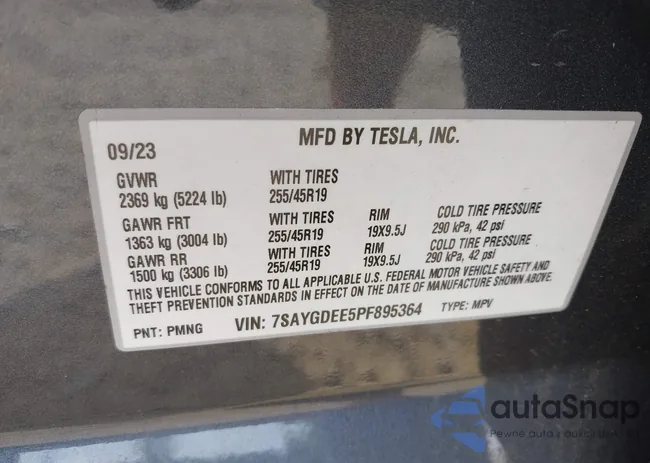 MFD BY TESLA, INC.
09/23
GVWR WITH TIRES
2369 kg (5224 lb) 255/45R19
GAWR FRT WITH TIRES RIM COLD TIRE PRESSURE
1363 kg (3004 lb) 255/45R19 19X9.5J 290 kPa, 42 psi
GAWR RR WITH TIRES RIM COLD TIRE PRESSURE
1500 kg (3306 lb) 255/45R19 19X9.5J 290 kPa, 42 psi
THIS VEHICLE CONFORMS TO ALL APPLICABLE U.S. FEDERAL MOTOR VEHICLE SAFETY AND
THEFT PREVENTION STANDARDS IN EFFECT ON THE DATE OF MANUFACTURE SHOWN ABOVE.
PNT: PMNG VIN: 7SAYGDEE5PF895364 TYPE: MPV
autaSnap
Pewne auta z aukcji